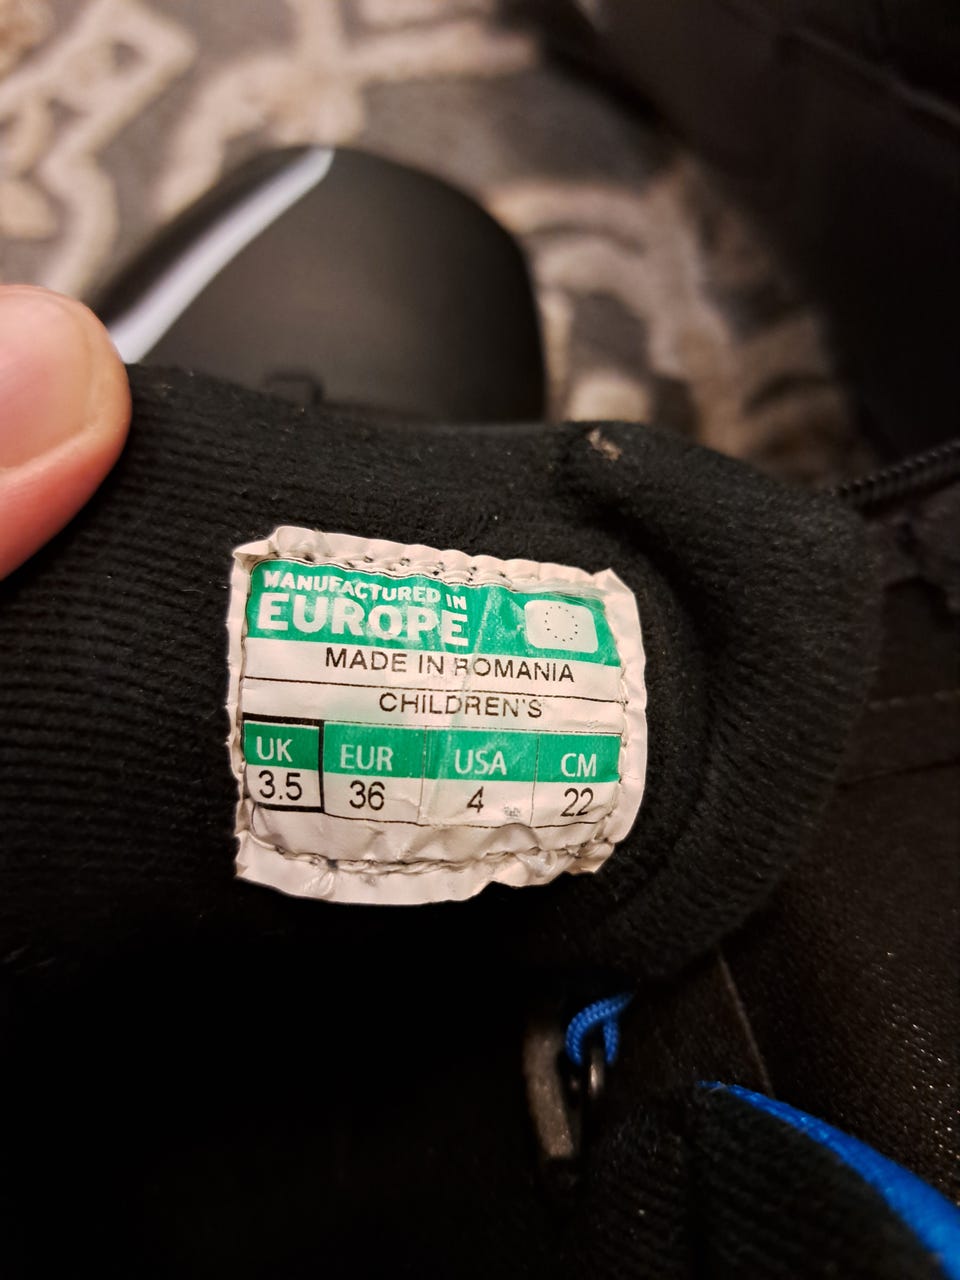 MANUFACTURED IN
EUROPE
MADE IN ROMANIA
CHILDREN'S
UK EUR USA CM
3.5 36 4 22